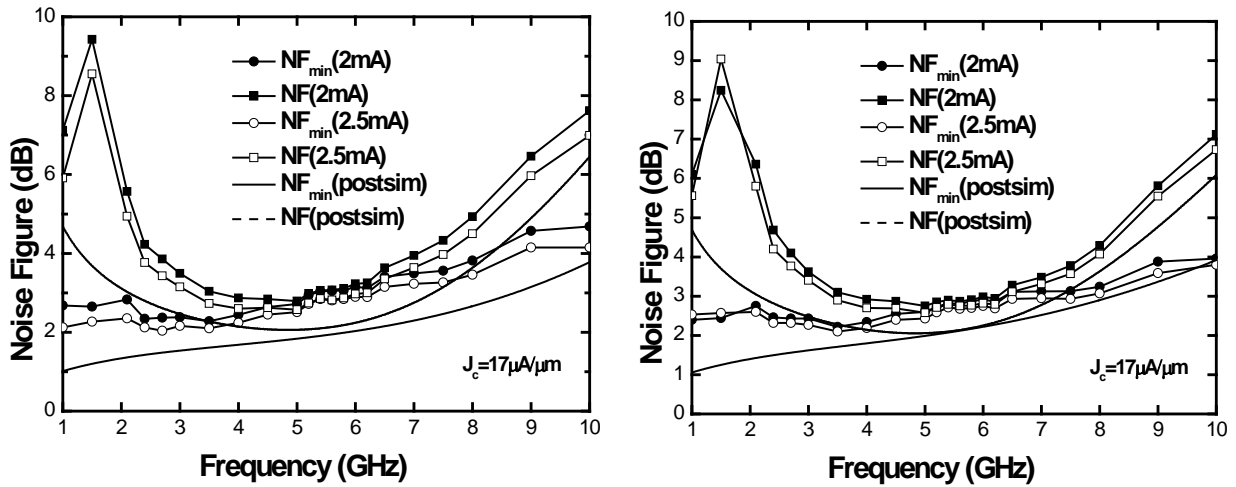 10
8
6
4
2
0
Noise Figure (dB)
NFmin(2mA)
NF(2mA)
NFmin(2.5mA)
NF(2.5mA)
NFmin(postsim)
NF(postsim)
Jc=17μA/μm
1 2 3 4 5 6 7 8 9 10
Frequency (GHz)
10
9
8
7
6
5
4
3
2
1
0
Noise Figure (dB)
NFmin(2mA)
NF(2mA)
NFmin(2.5mA)
NF(2.5mA)
NFmin(postsim)
NF(postsim)
Jc=17μA/μm
1 2 3 4 5 6 7 8 9 10
Frequency (GHz)